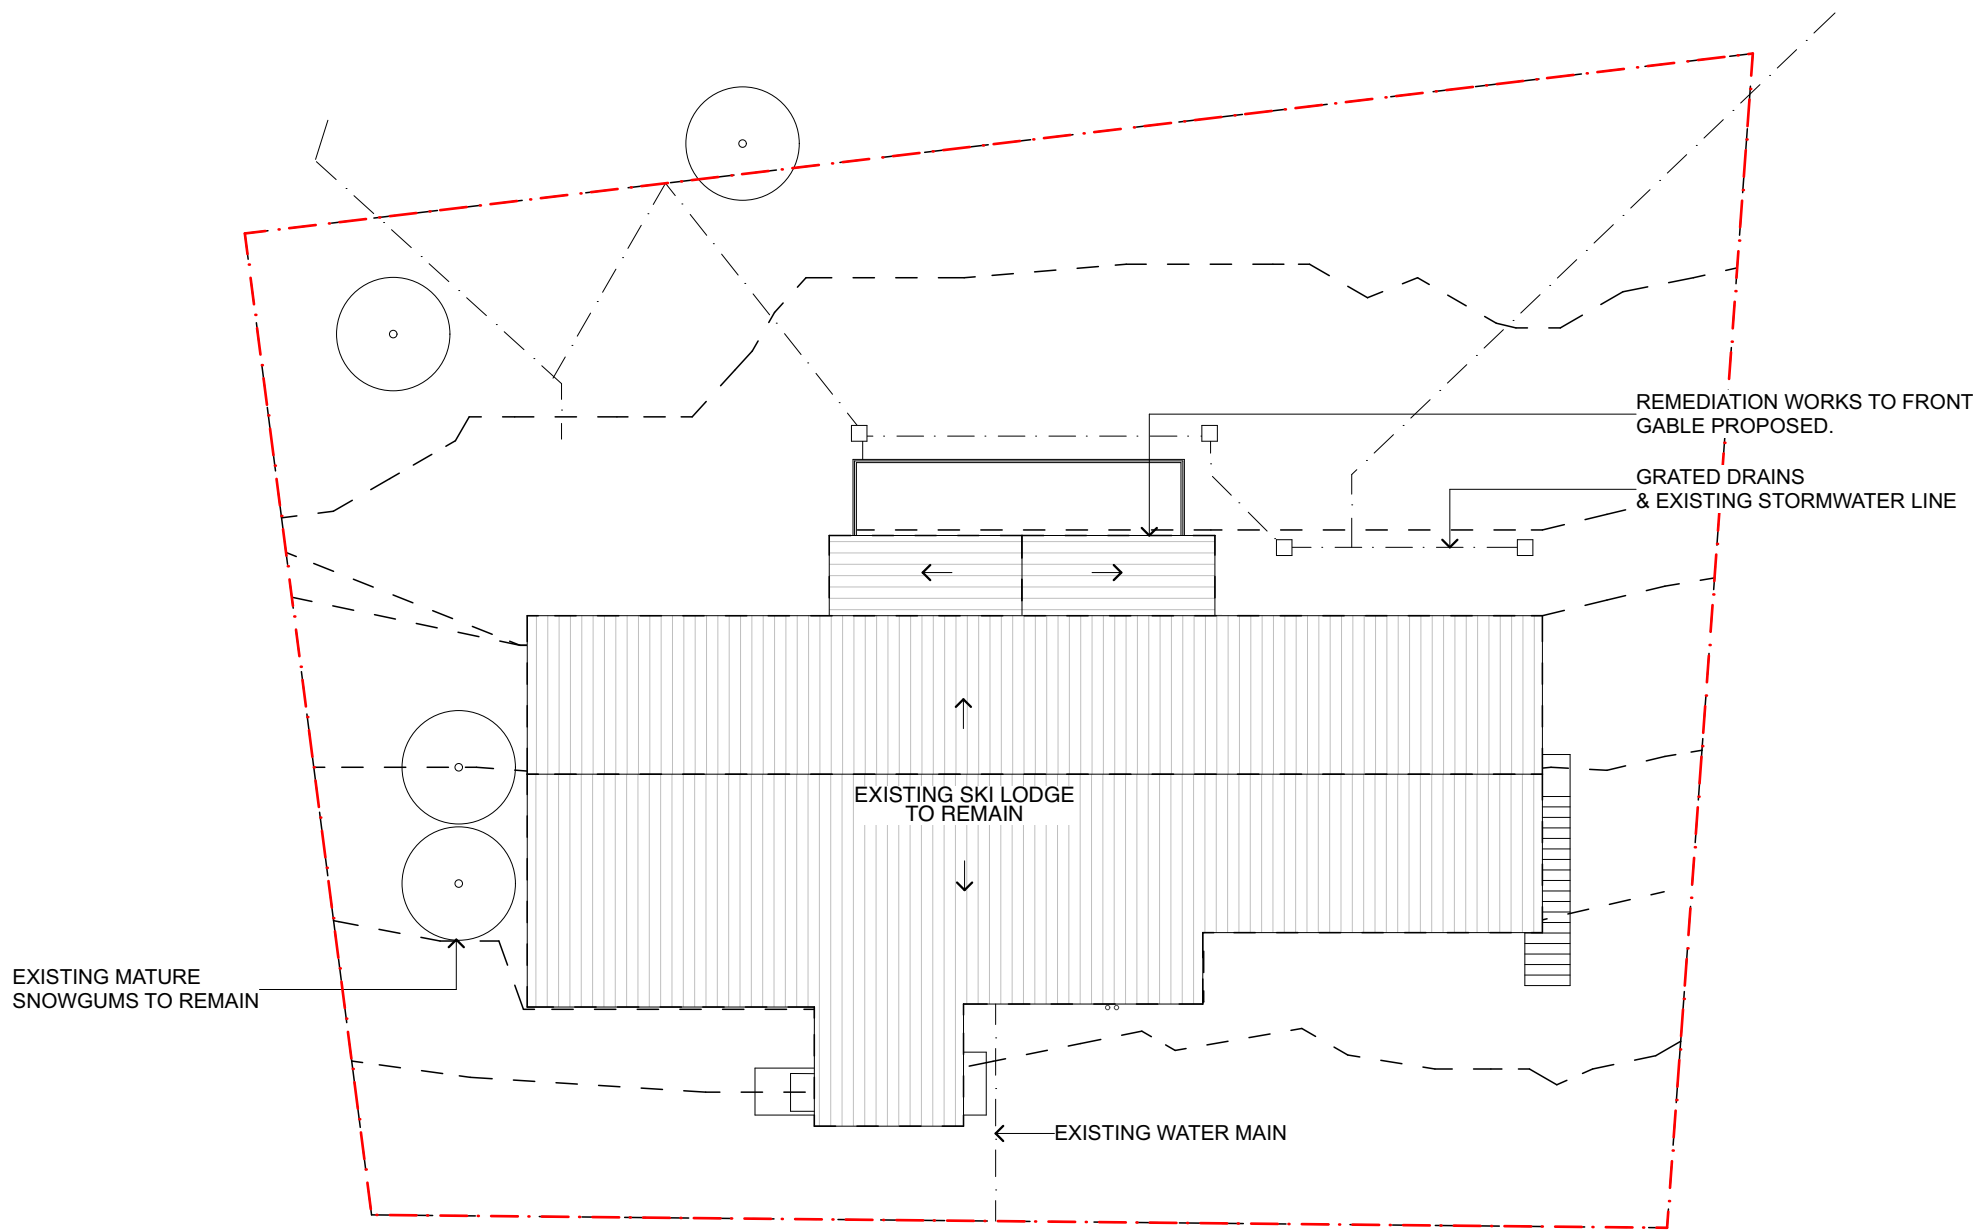 REMEDIATION WORKS TO FRONT
GABLE PROPOSED.
GRATED DRAINS
& EXISTING STORMWATER LINE
EXISTING SKI LODGE
TO REMAIN
EXISTING MATURE
SNOWGUMS TO REMAIN
EXISTING WATER MAIN